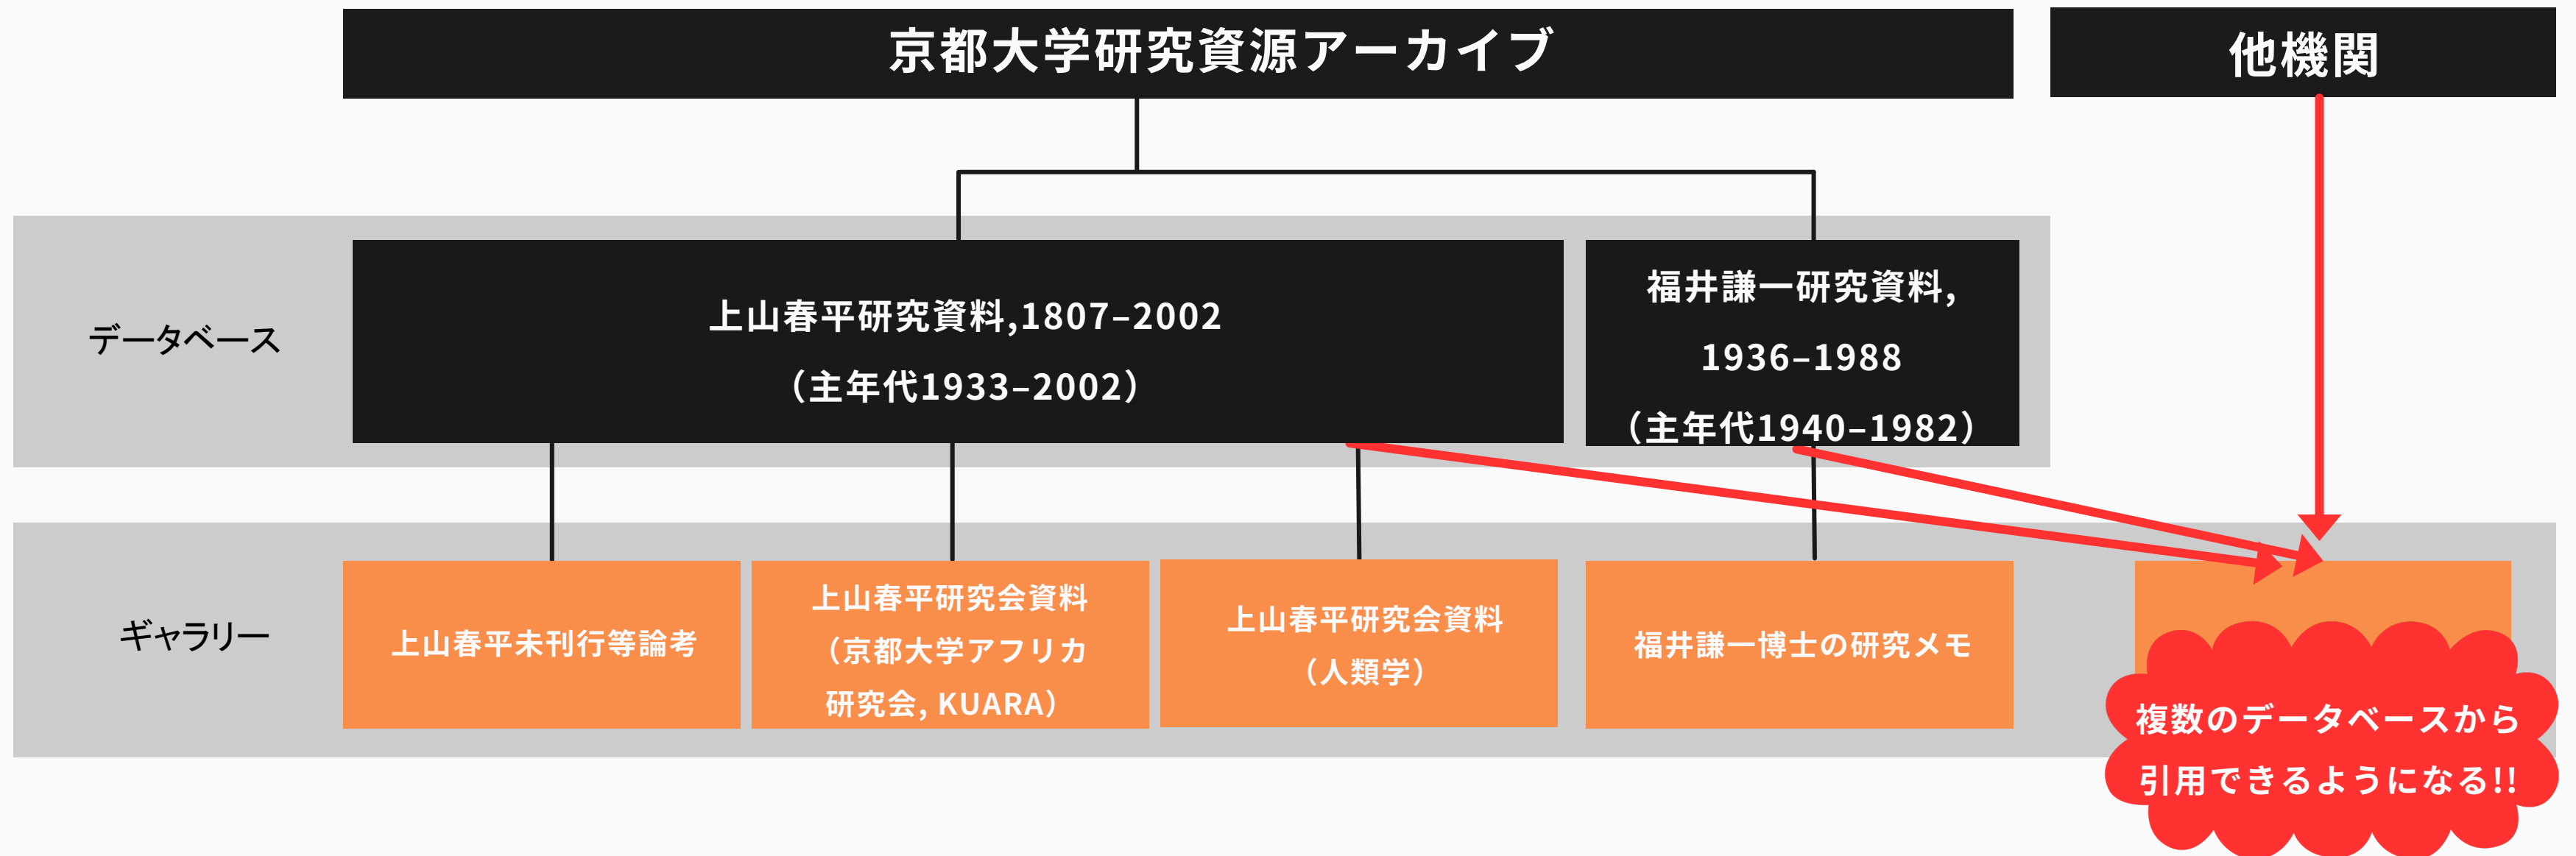 京都大学研究資源アーカイブ
他機関
データベース
上山春平研究資料,1807–2002
（主年代1933–2002）
福井謙一研究資料,
1936–1988
（主年代1940–1982）
ギャラリー
上山春平未刊行等論考
上山春平研究会資料
（京都大学アフリカ
研究会, KUARA）
上山春平研究会資料
（人類学）
福井謙一博士の研究メモ
複数のデータベースから
引用できるようになる!!